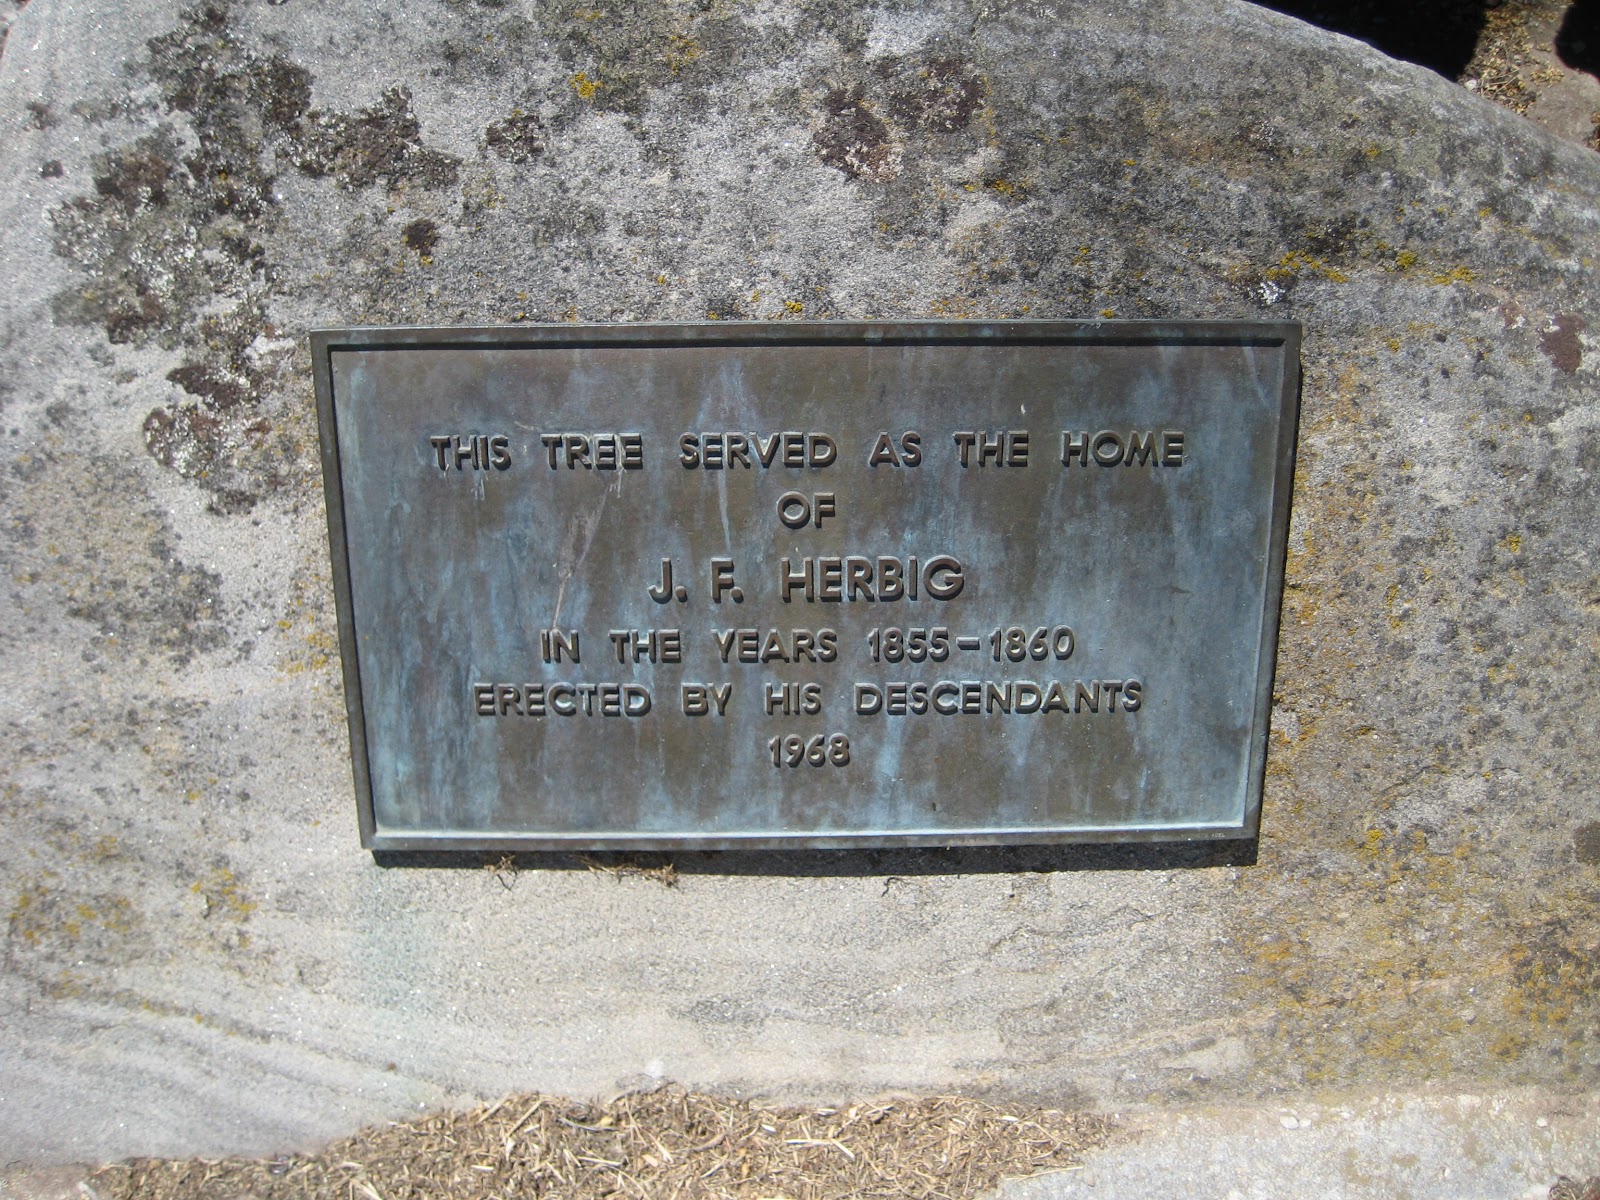 THIS TREE SERVED AS THE HOME
OF
J. F. HERBIG
IN THE YEARS 1855-1860
ERECTED BY HIS DESCENDANTS
1968